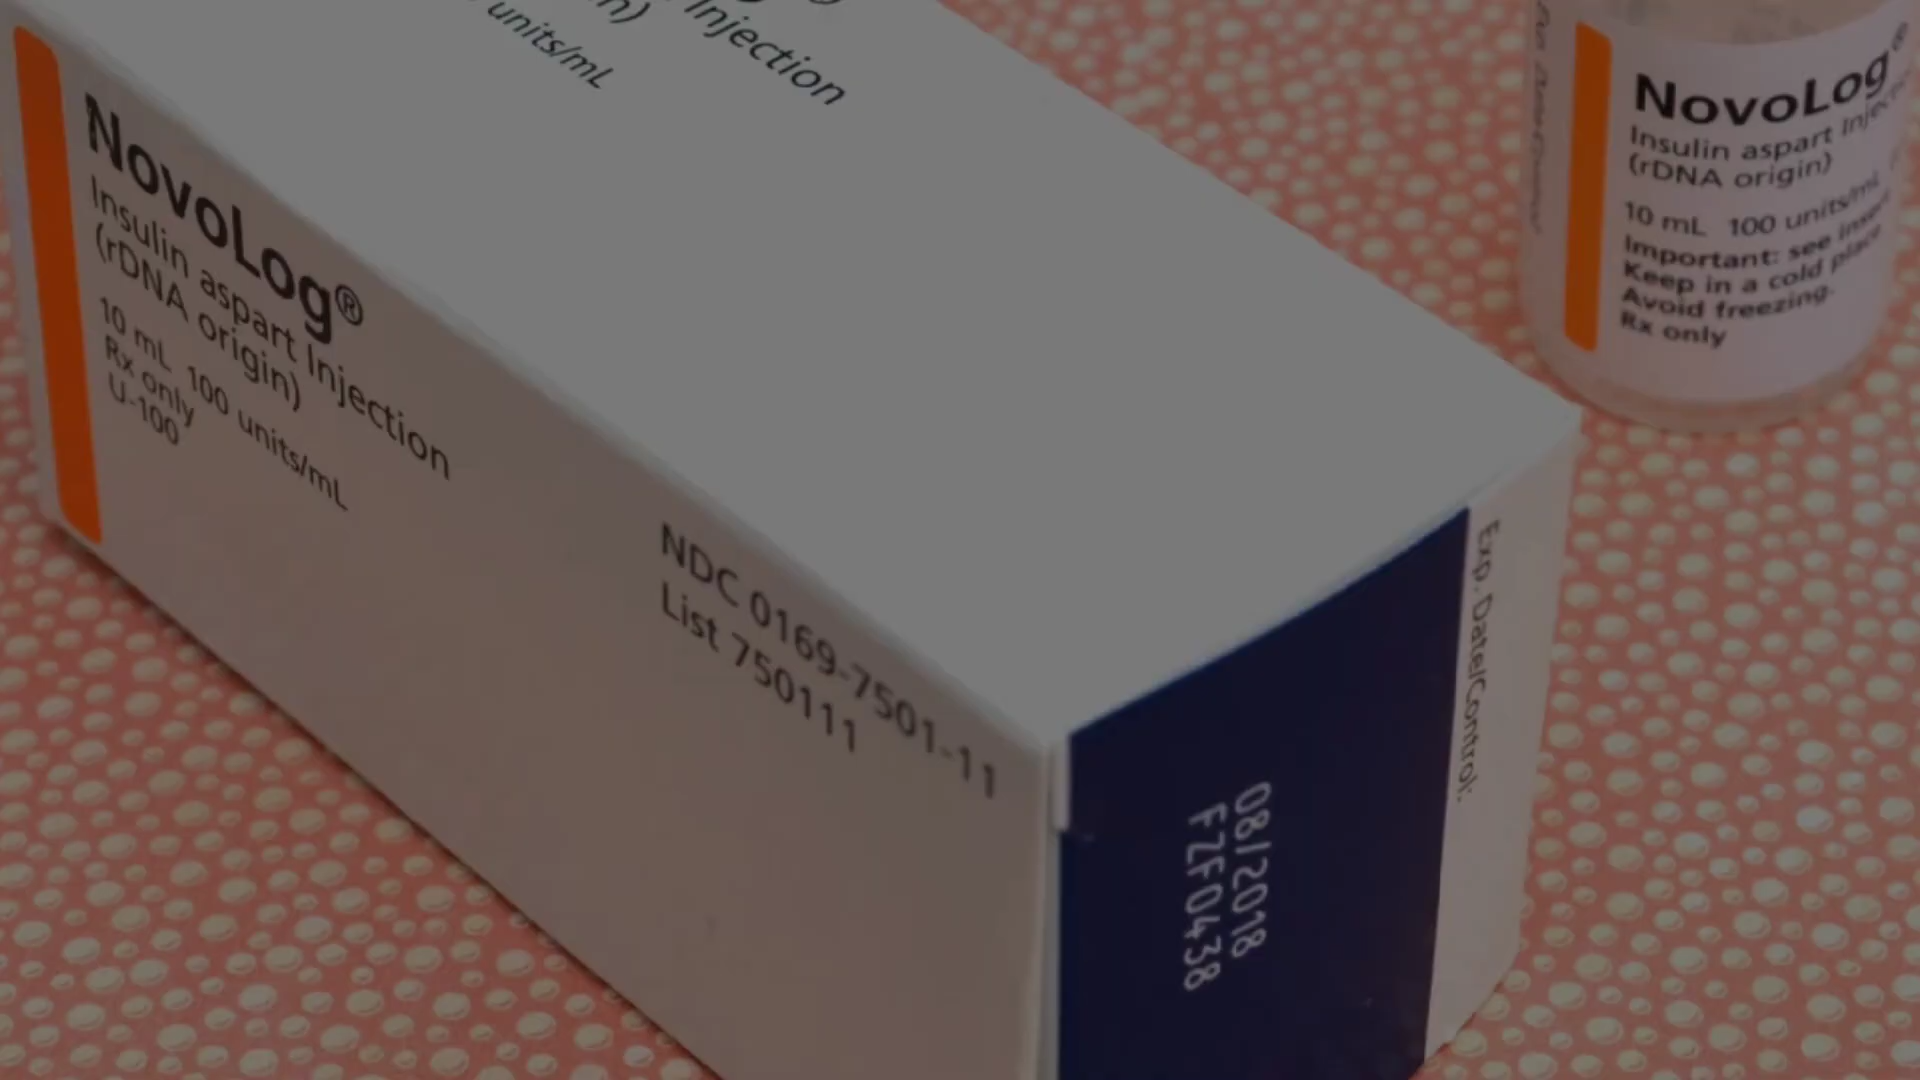 Injection
units/mL
NovoLog®
Insulin aspart Injection
(rDNA origin)
10 mL 100 units/mL
Rx only
U-100
NDC 0169-7501-11
List 750111
Exp. Date/Control:
08/2018
FZF0438
NovoLog®
Insulin aspart Injection
(rDNA origin)
10 mL 100 units/mL
Important: see insert
Keep in a cold place
Avoid freezing.
Rx only